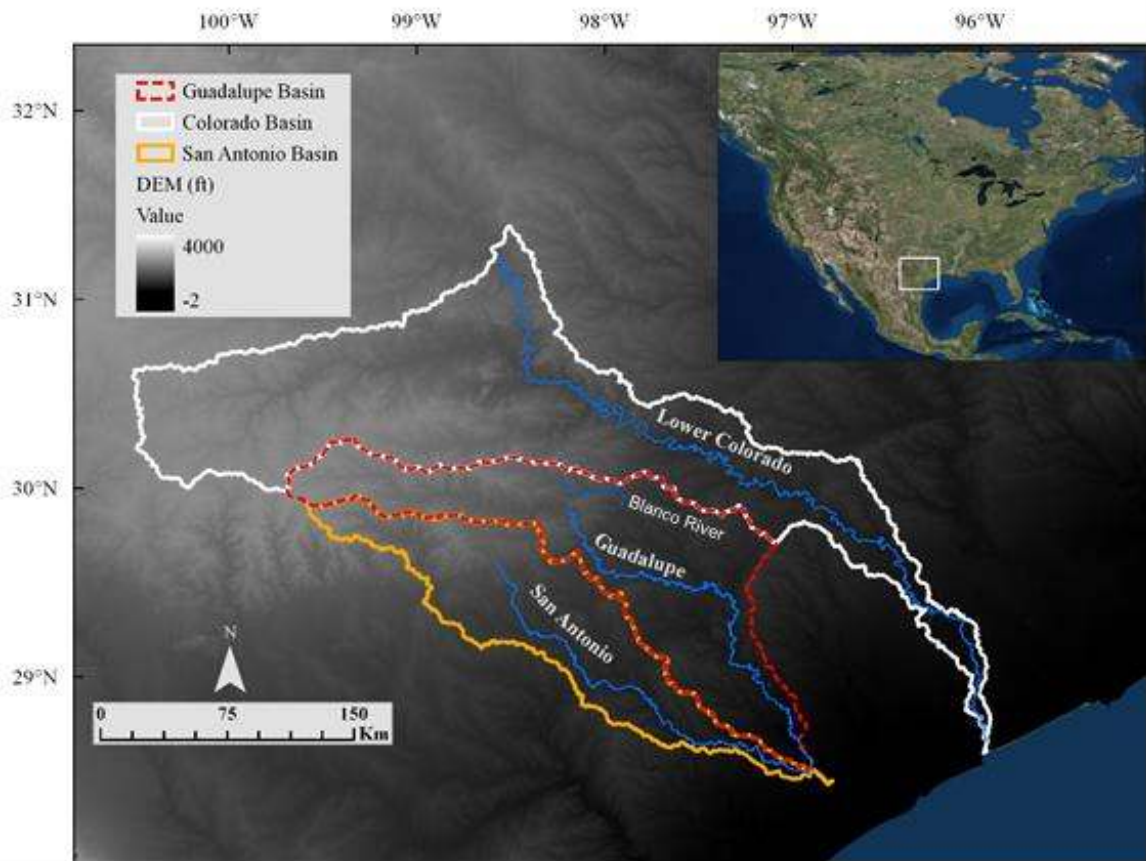 100°W 99°W 98°W 97°W 96°W
32°N
31°N
30°N
29°N
Guadalupe Basin
Colorado Basin
San Antonio Basin
DEM (ft)
Value
4000
-2
Lower Colorado
Blanco River
Guadalupe
San Antonio
N
0 75 150
Km